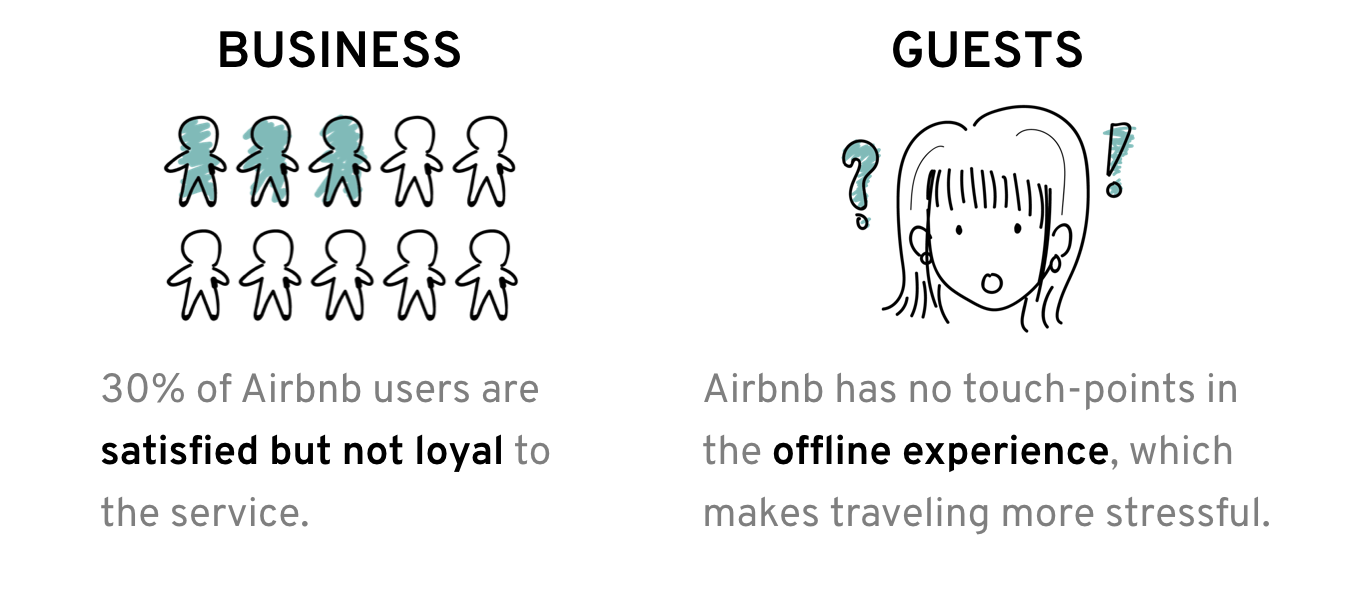 BUSINESS
30% of Airbnb users are
satisfied but not loyal to
the service.
GUESTS
? !
Airbnb has no touch-points in
the offline experience, which
makes traveling more stressful.